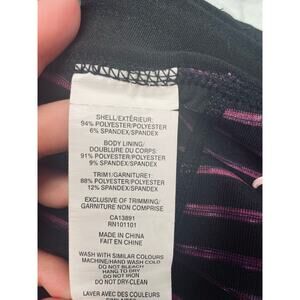 SHELL/EXTÉRIEUR:
94% POLYESTER/POLYESTER
6% SPANDEX/SPANDEX
BODY LINING/
DOUBLURE DU CORPS:
91% POLYESTER/POLYESTER
9% SPANDEX/SPANDEX
TRIM1/GARNITURE1:
88% POLYESTER/POLYESTER
12% SPANDEX/SPANDEX
EXCLUSIVE OF TRIMMING/
GARNITURE NON COMPRISE
CA13891
RN101101
MADE IN CHINA
FAIT EN CHINE
WASH WITH SIMILAR COLOURS
MACHINE/HAND WASH COLD
DO NOT BLEACH
HANG TO DRY
DO NOT IRON
DO NOT DRY-CLEAN
LAVER AVEC DES COULEURS